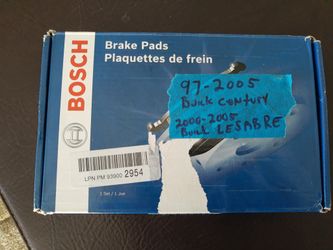 BOSCH
Brake Pads
Plaquettes de frein
97-2005
Buick Century
2000-2005
Buick LESABRE
LPN PM 93900 2954
1 Set / 1 Jeu